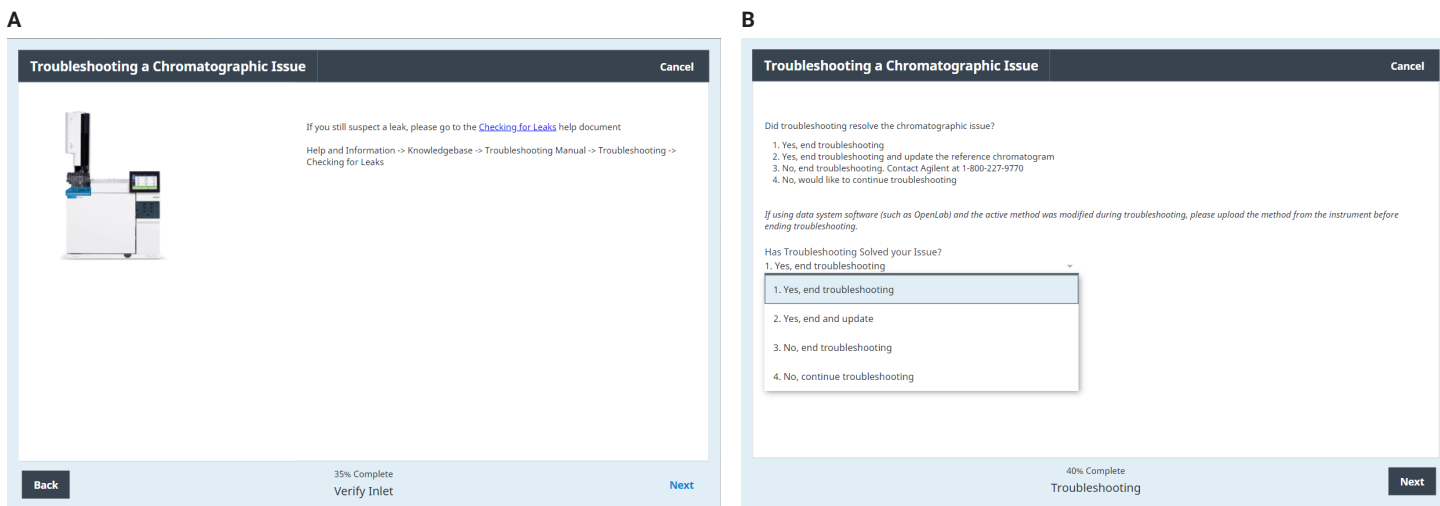 A
Troubleshooting a Chromatographic Issue
Cancel
If you still suspect a leak, please go to the Checking for Leaks help document
Help and Information -> Knowledgebase -> Troubleshooting Manual -> Troubleshooting ->
Checking for Leaks
Back
35% Complete
Verify Inlet
Next
B
Troubleshooting a Chromatographic Issue
Cancel
Did troubleshooting resolve the chromatographic issue?
1. Yes, end troubleshooting
2. Yes, end troubleshooting and update the reference chromatogram
3. No, end troubleshooting. Contact Agilent at 1-800-227-9770
4. No, would like to continue troubleshooting
If using data system software (such as OpenLab) and the active method was modified during troubleshooting, please upload the method from the instrument before
ending troubleshooting.
Has Troubleshooting Solved your Issue?
1. Yes, end troubleshooting
1. Yes, end troubleshooting
2. Yes, end and update
3. No, end troubleshooting
4. No, continue troubleshooting
40% Complete
Troubleshooting
Next